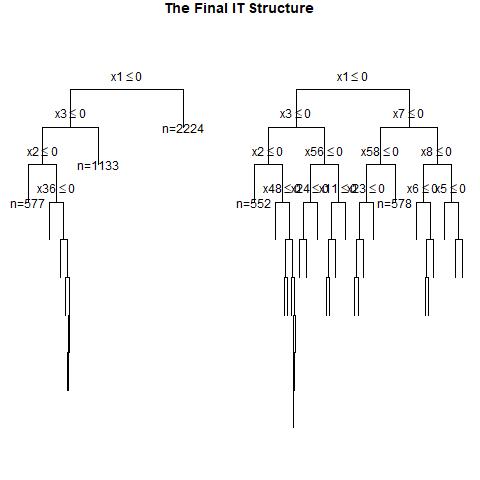 The Final IT Structure
x1 ≤ 0
x1 ≤ 0
x3 ≤ 0
x3 ≤ 0
x7 ≤ 0
n=2224
x2 ≤ 0
n=1133
x2 ≤ 0
x56 ≤ 0
x58 ≤ 0
x8 ≤ 0
n=577
x36 ≤ 0
n=552
x48 ≤ 0
x24 ≤ 0
x11 ≤ 0
x23 ≤ 0
n=578
x6 ≤ 0
x5 ≤ 0